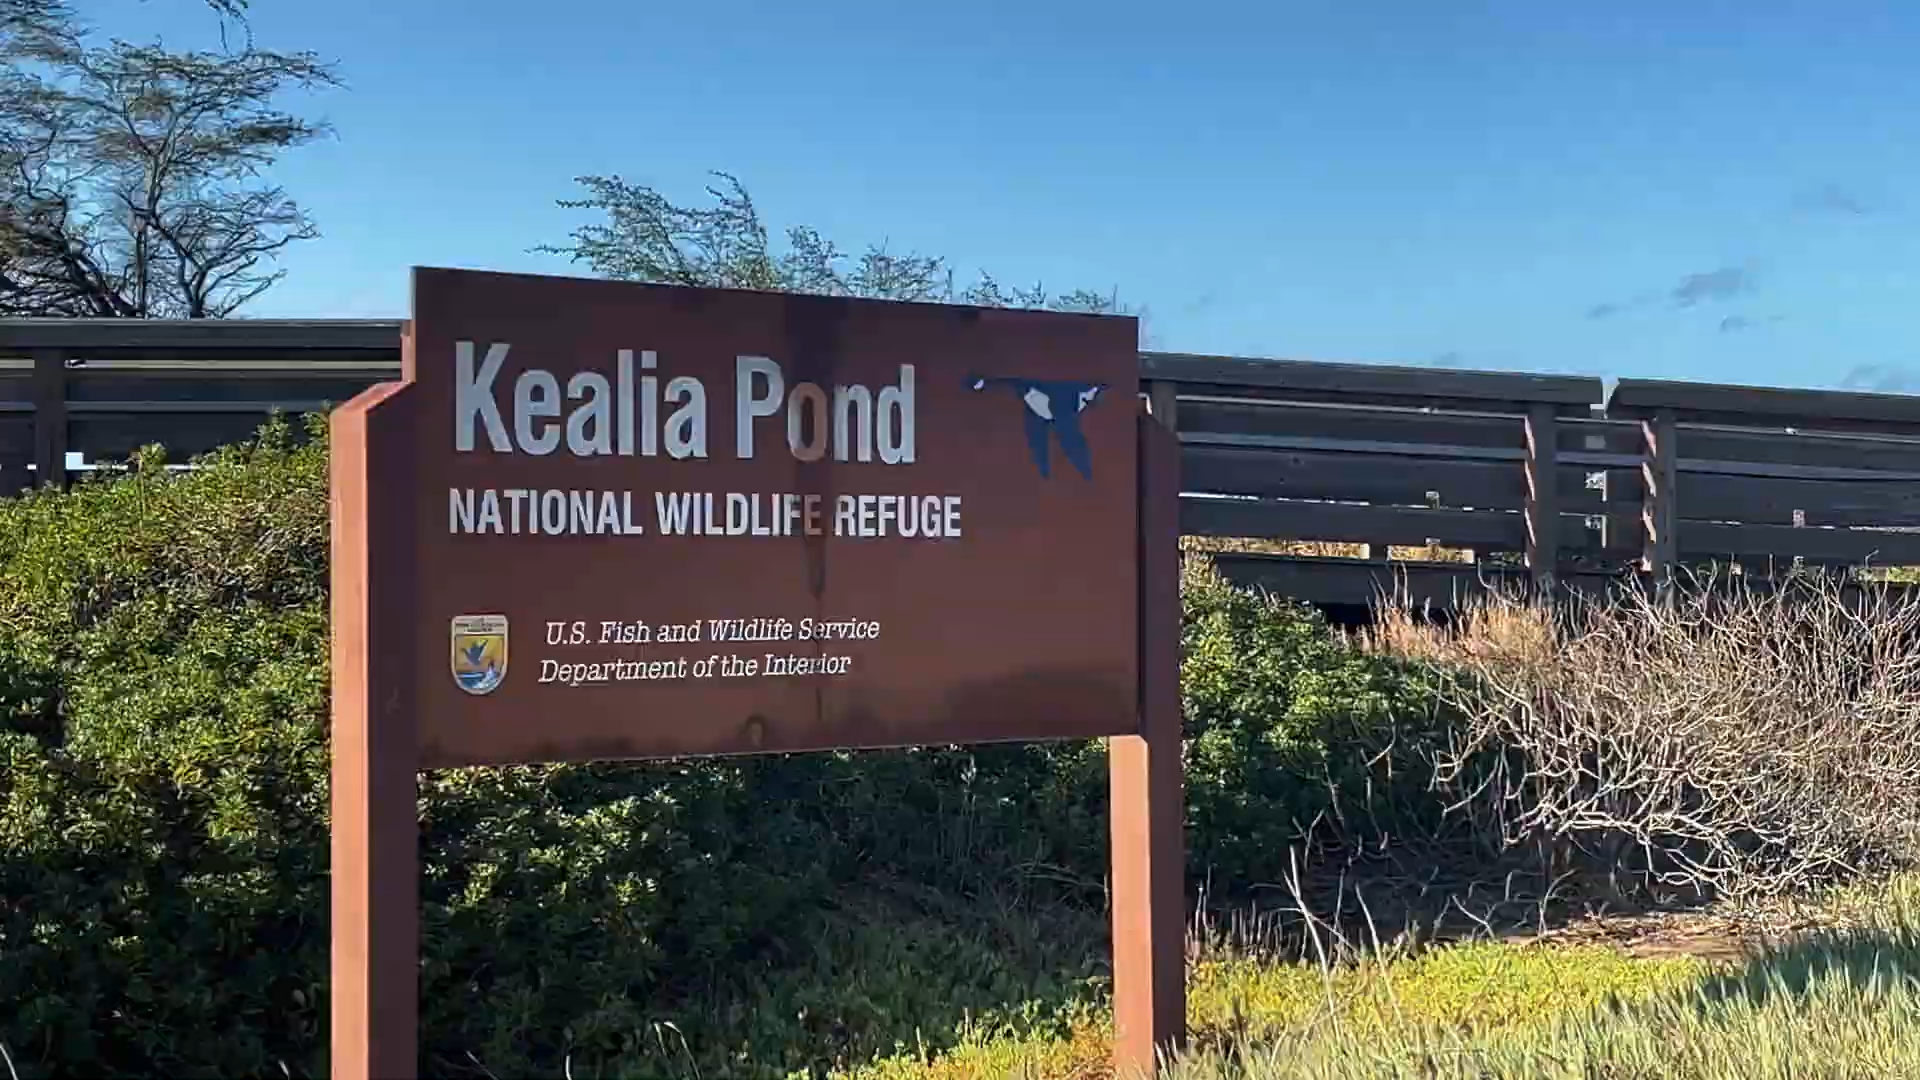 Kealia Pond
NATIONAL WILDLIFE REFUGE
U.S. Fish and Wildlife Service
Department of the Interior